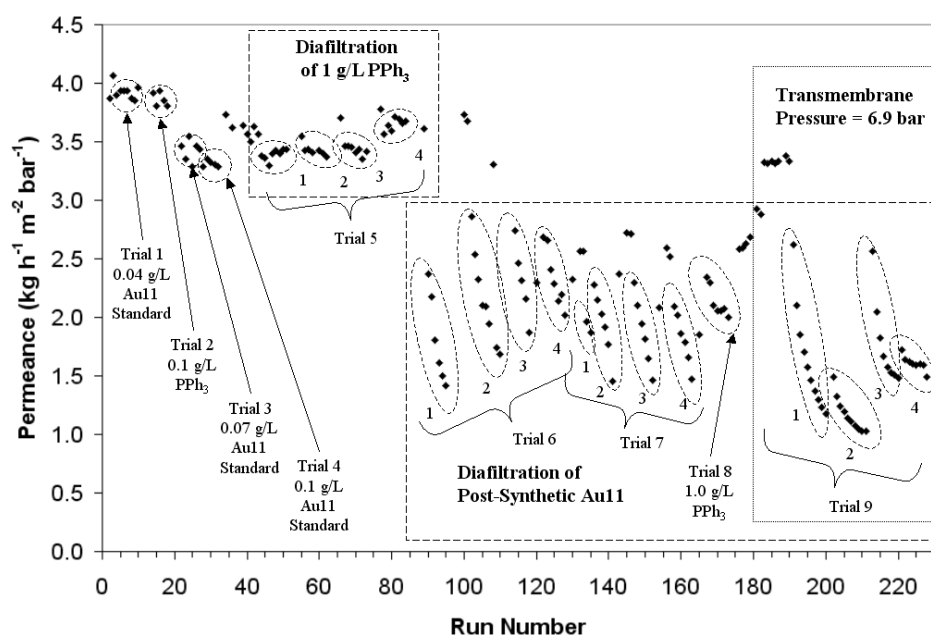 4.5
4.0
3.5
3.0
2.5
2.0
1.5
1.0
0.5
0.0
Permeance (kg h⁻¹ m⁻² bar⁻¹)
0
20
40
60
80
100
120
140
160
180
200
220
Run Number
Diafiltration
of 1 g/L PPh₃
1
2
3
4
Trial 5
Transmembrane
Pressure = 6.9 bar
Trial 1
0.04 g/L
Au11
Standard
Trial 2
0.1 g/L
PPh₃
Trial 3
0.07 g/L
Au11
Standard
Trial 4
0.1 g/L
Au11
Standard
1
2
3
4
Trial 6
1
2
3
4
Trial 7
Diafiltration of
Post-Synthetic Au11
Trial 8
1.0 g/L
PPh₃
1
2
3
4
Trial 9